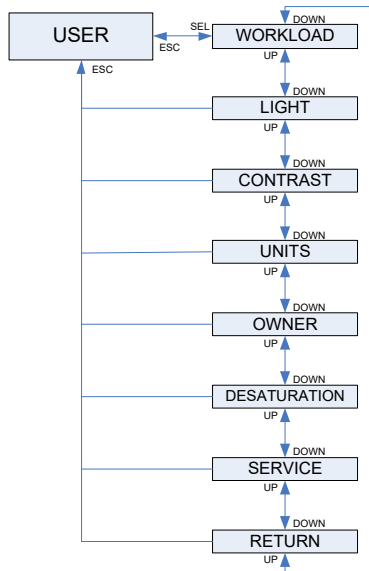 USER
SEL
ESC
ESC
DOWN
WORKLOAD
UP
DOWN
LIGHT
UP
DOWN
CONTRAST
UP
DOWN
UNITS
UP
DOWN
OWNER
UP
DOWN
DESATURATION
UP
DOWN
SERVICE
UP
DOWN
RETURN
UP